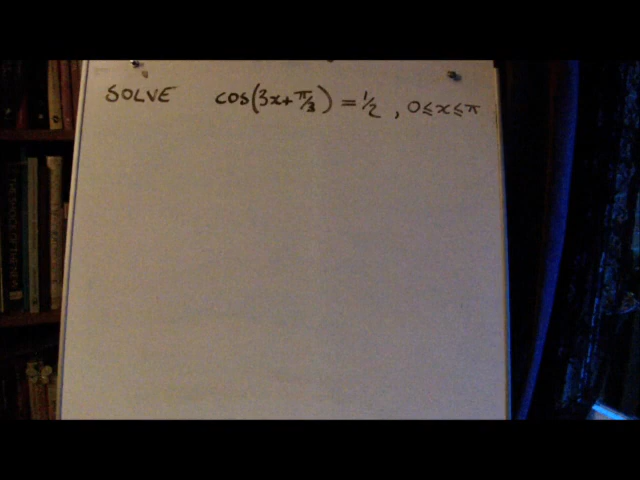 SOLVE cos(3x+π/3) = 1/2 , 0≤x≤π